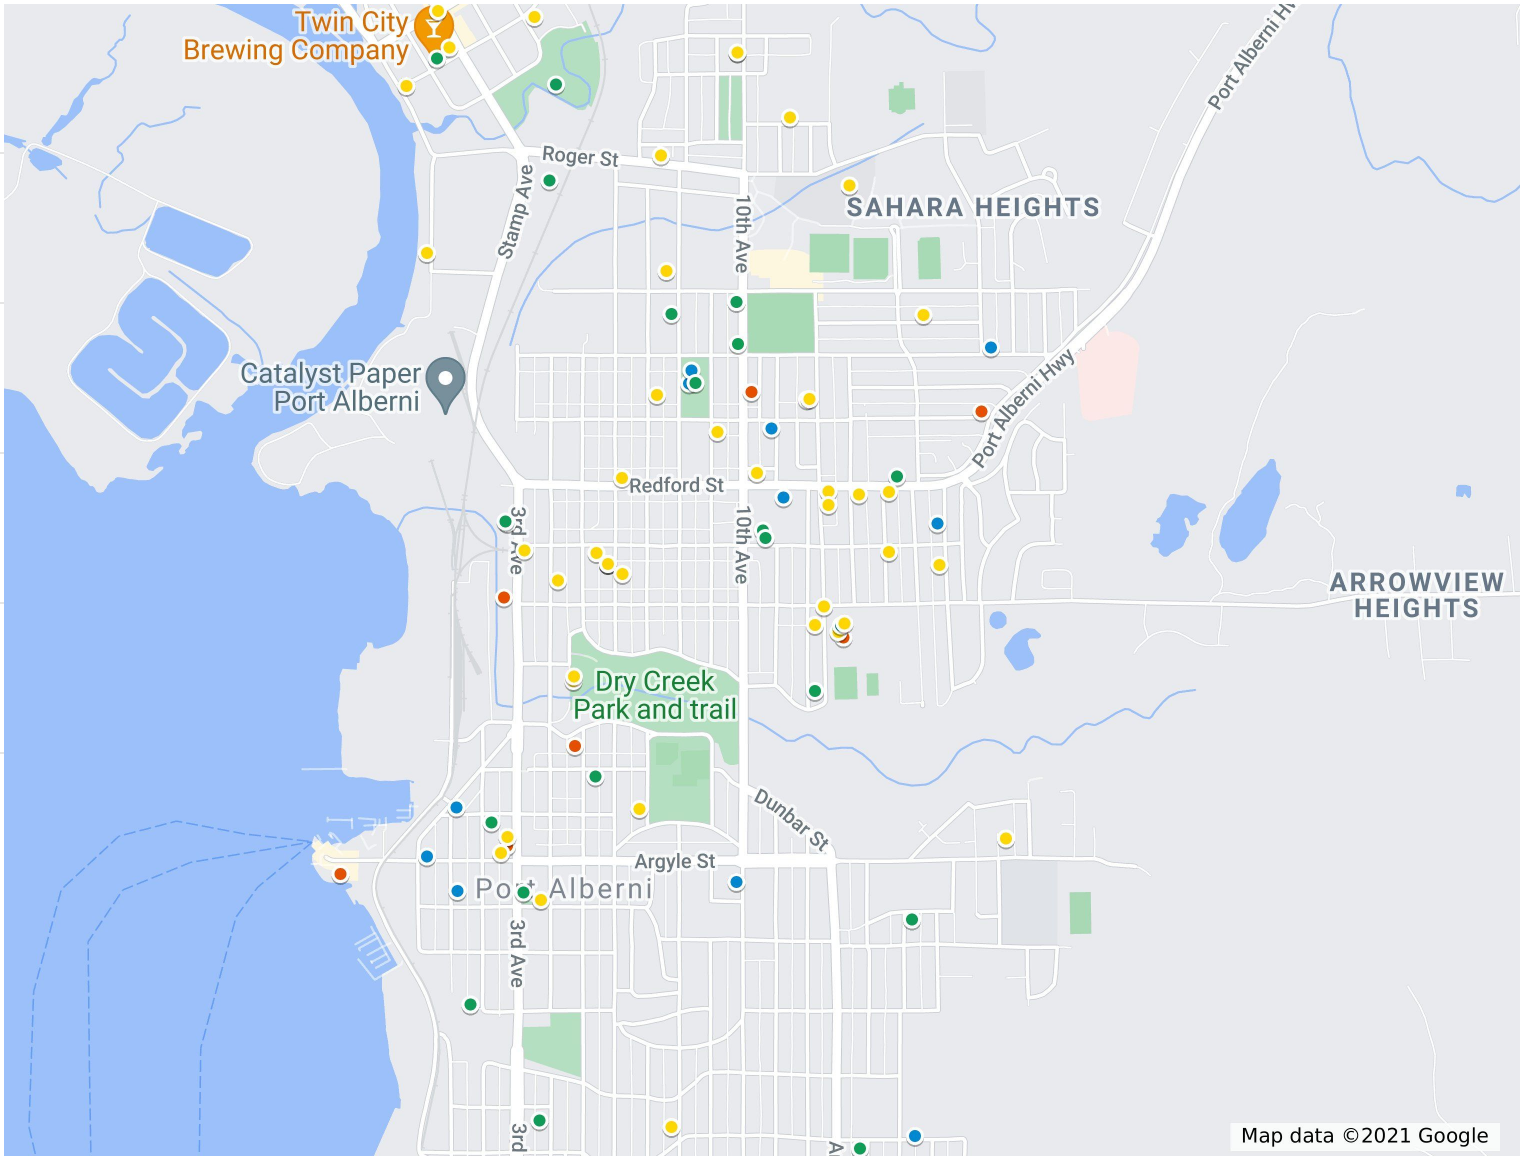 Twin City
Brewing Company
Port Alberni Hwy
Roger St
Stamp Ave
10th Ave
SAHARA HEIGHTS
Catalyst Paper
Port Alberni
Port Alberni Hwy
Redford St
3rd Ave
10th Ave
ARROWVIEW
HEIGHTS
Dry Creek
Park and trail
Dunbar St
Argyle St
Port Alberni
3rd Ave
3rd
A
Map data ©2021 Google